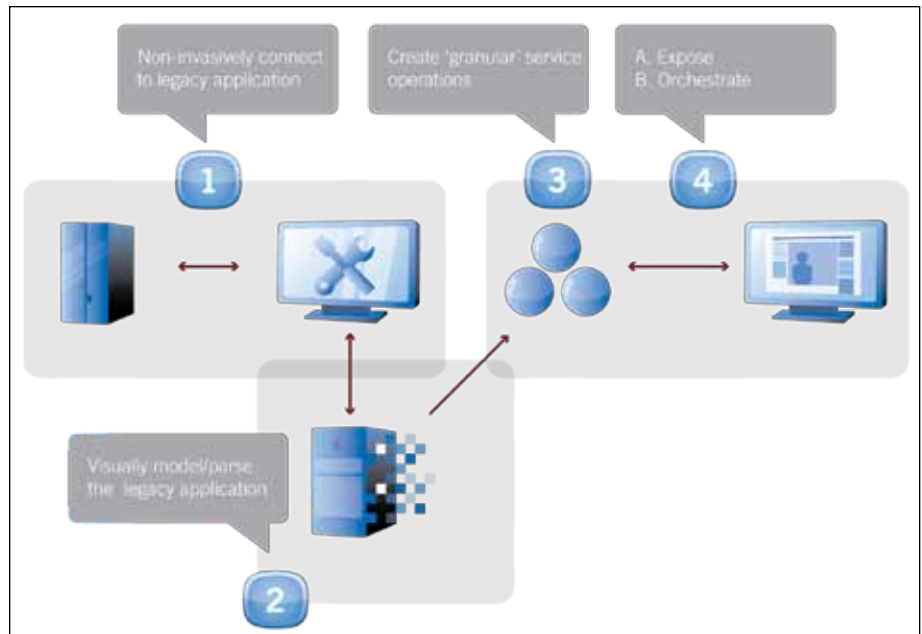 Non-invasively connect
to legacy application
1
Visually model/parse
the legacy application
2
Create 'granular' service
operations
3
A. Expose
B. Orchestrate
4